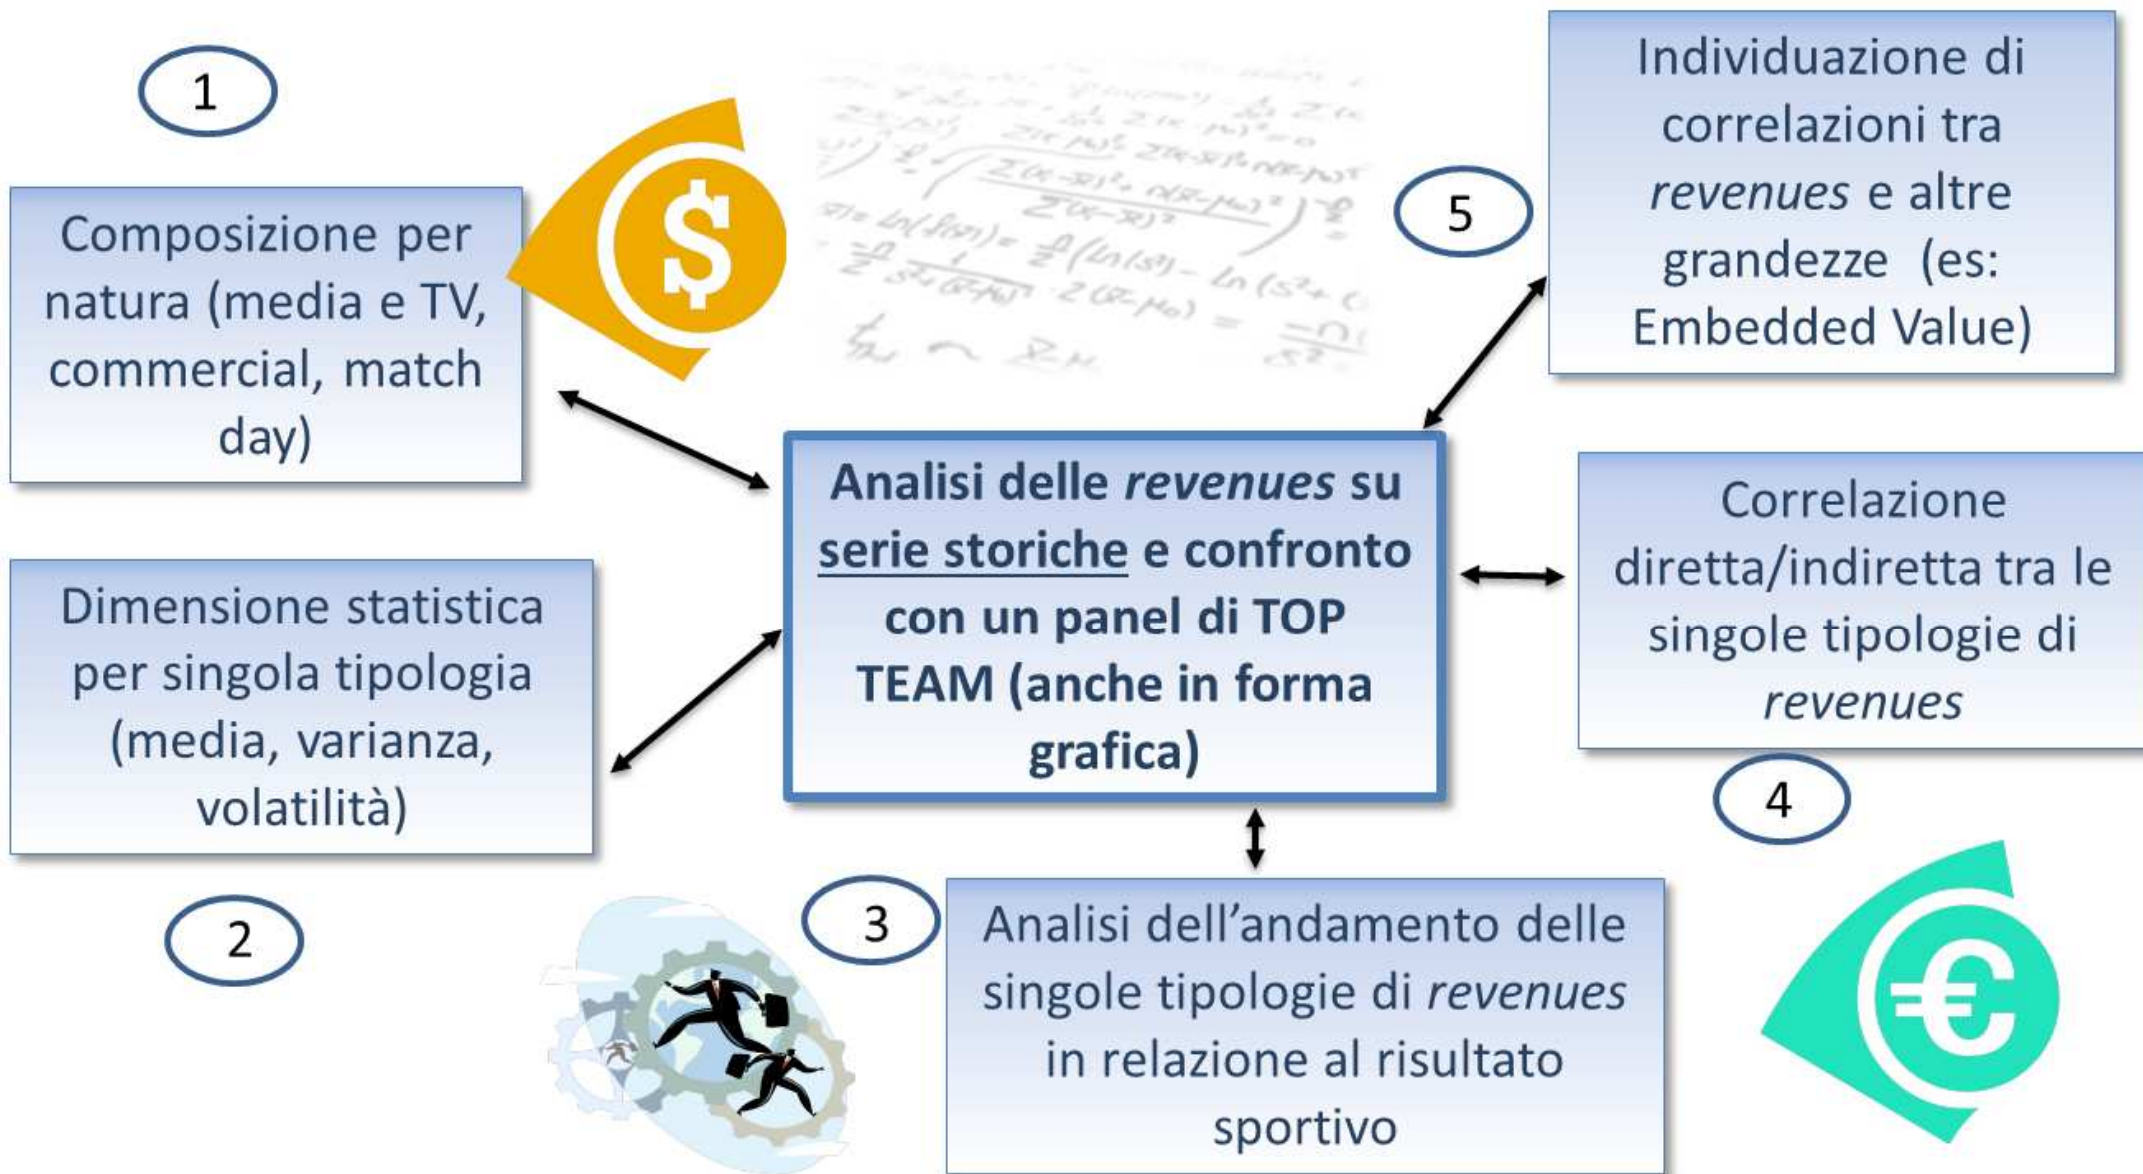 1
Composizione per
natura (media e TV,
commercial, match
day)
Dimensione statistica
per singola tipologia
(media, varianza,
volatilità)
2
Analisi delle revenues su
serie storiche e confronto
con un panel di TOP
TEAM (anche in forma
grafica)
3
Analisi dell’andamento delle
singole tipologie di revenues
in relazione al risultato
sportivo
5
Individuazione di
correlazioni tra
revenues e altre
grandezze (es:
Embedded Value)
Correlazione
diretta/indiretta tra le
singole tipologie di
revenues
4
$
€